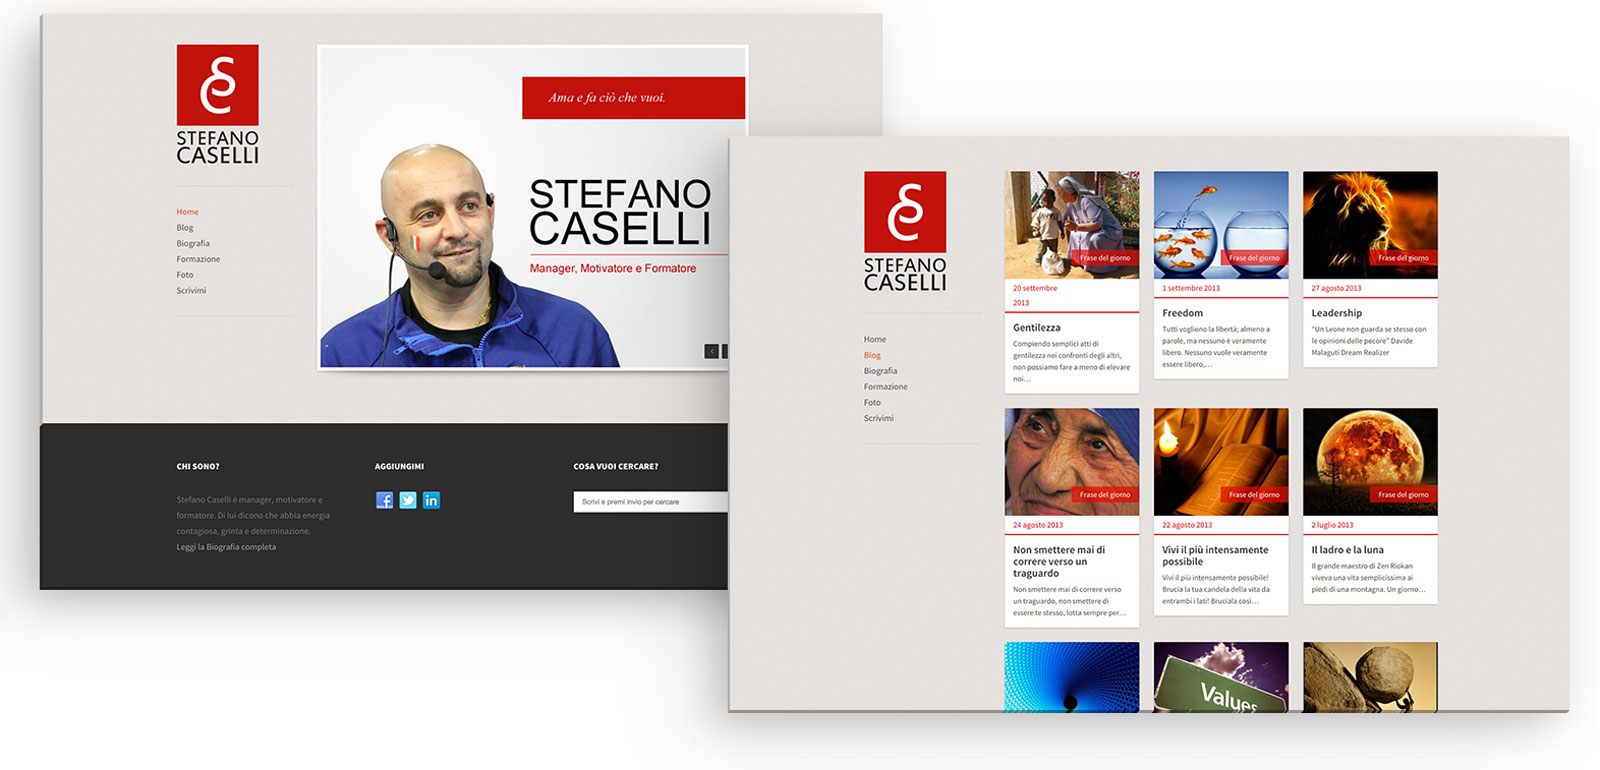 STEFANO
CASELLI
Home
Blog
Biografia
Formazione
Foto
Scrivimi
Ama e fa ciò che vuoi.
STEFANO
CASELLI
Manager, Motivatore e Formatore
CHI SONO?
Stefano Caselli è manager, motivatore e
formatore. Di lui dicono che abbia energia
contagiosa, grinta e determinazione.
Leggi la Biografia completa
AGGIUNGIMI
COSA VUOI CERCARE?
Scrivi e premi invio per cercare
STEFANO
CASELLI
Home
Blog
Biografia
Formazione
Foto
Scrivimi
Frase del giorno
20 settembre
2013
Gentilezza
Compiendo semplici atti di
gentilezza nei confronti degli altri,
non possiamo fare a meno di elevare
noi…
Frase del giorno
1 settembre 2013
Freedom
Tutti vogliono la libertà; almeno a
parole, ma nessuno è veramente
libero. Nessuno vuole veramente
essere libero,…
Frase del giorno
27 agosto 2013
Leadership
"Un Leone non guarda se stesso con
le opinioni delle pecore" Davide
Malaguti Dream Realizer
Frase del giorno
24 agosto 2013
Non smettere mai di
correre verso un
traguardo
Non smettere mai di correre verso
un traguardo, non smettere di
essere te stesso, lotta sempre per…
Frase del giorno
22 agosto 2013
Vivi il più intensamente
possibile
Vivi il più intensamente possibile!
Brucia la tua candela della vita da
entrambi i lati! Bruciala così…
Frase del giorno
2 luglio 2013
Il ladro e la luna
Il grande maestro di Zen Riokan
viveva una vita semplicissima ai
piedi di una montagna. Un giorno…
Values